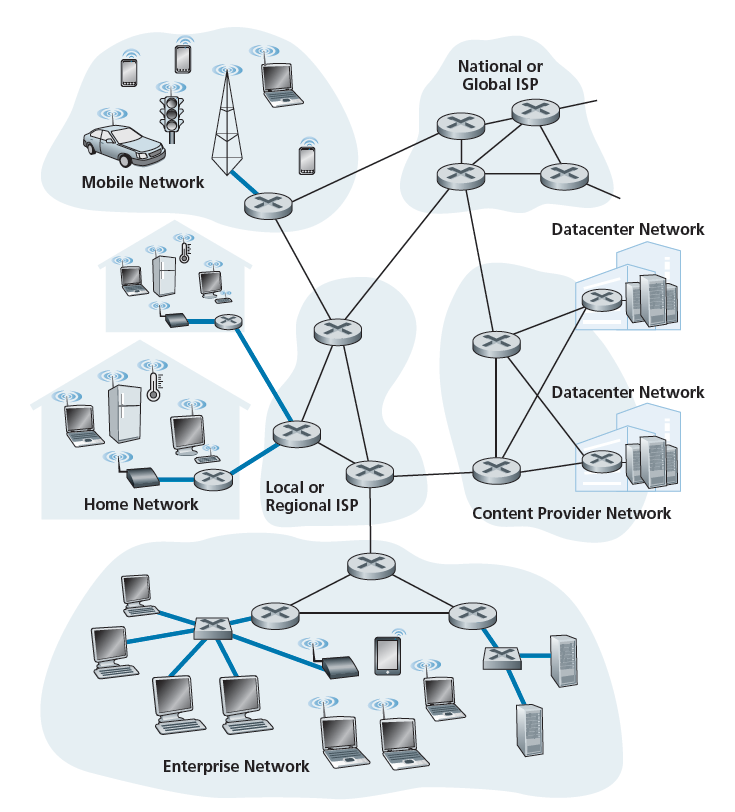 National or
Global ISP
Mobile Network
Datacenter Network
Datacenter Network
Home Network
Local or
Regional ISP
Content Provider Network
Enterprise Network